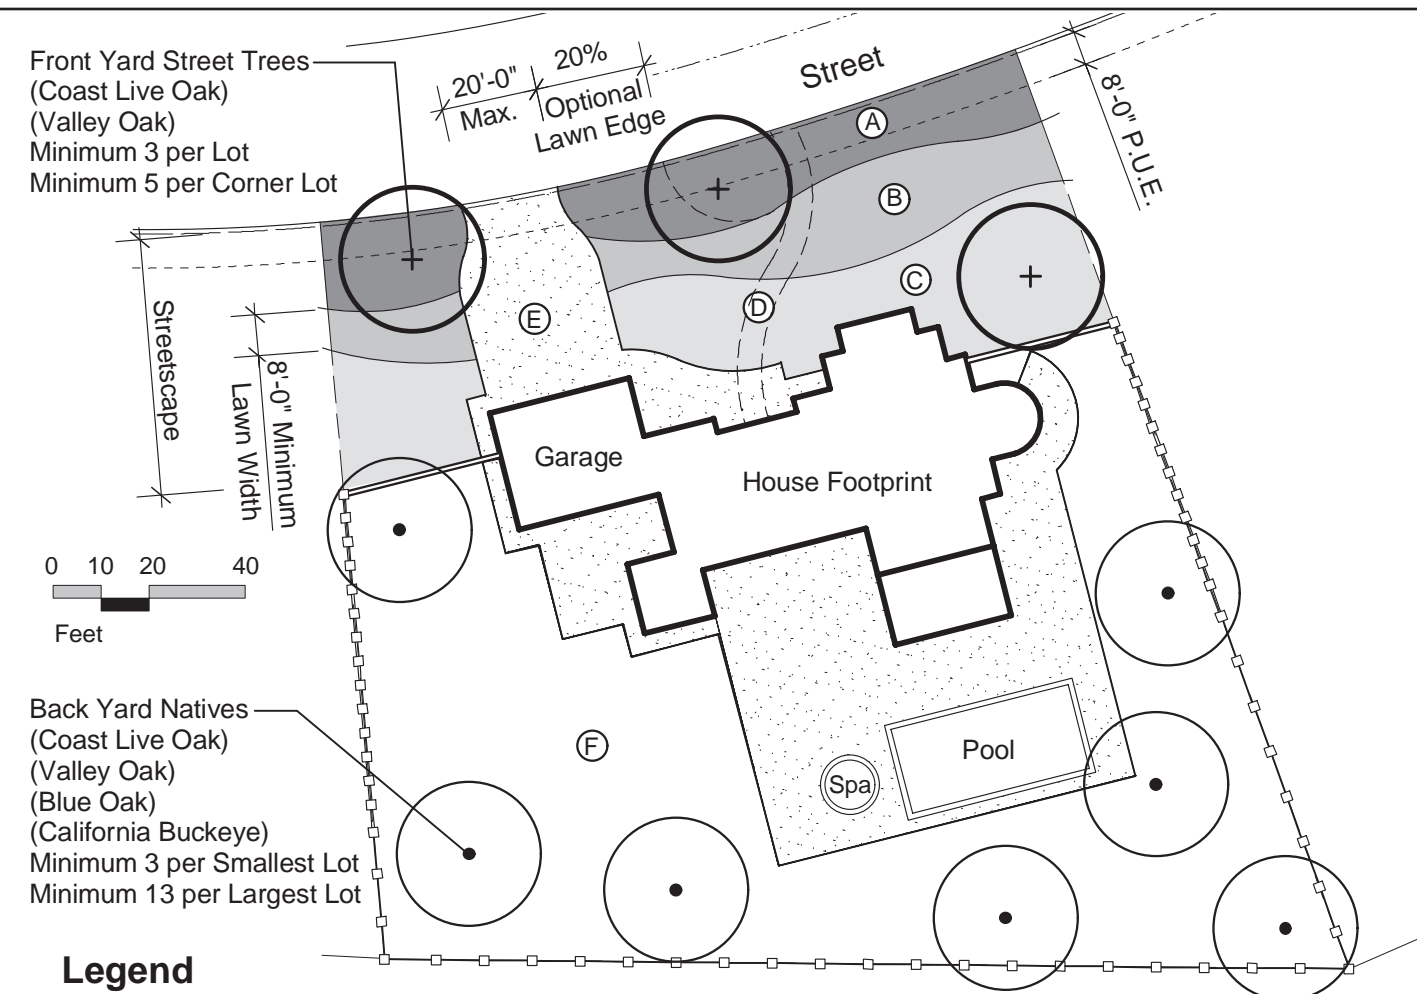 Front Yard Street Trees
(Coast Live Oak)
(Valley Oak)
Minimum 3 per Lot
Minimum 5 per Corner Lot
20'-0"
Max.
20%
Optional
Lawn Edge
Street
8'-0" P.U.E.
A
B
C
D
E
Streetscape
8'-0" Minimum
Lawn Width
Garage
House Footprint
0 10 20 40
Feet
Back Yard Natives
(Coast Live Oak)
(Valley Oak)
(Blue Oak)
(California Buckeye)
Minimum 3 per Smallest Lot
Minimum 13 per Largest Lot
F
Spa
Pool
Legend